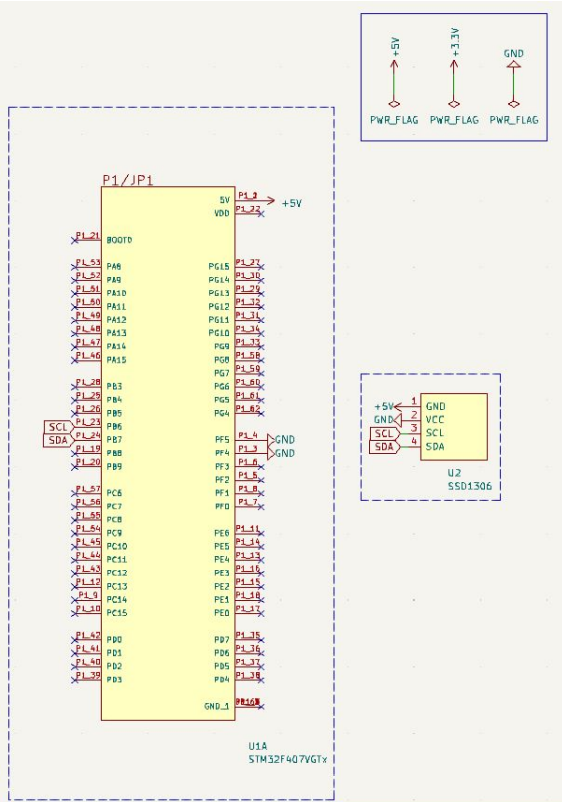 +5V
+3.3V
GND
PWR_FLAG
PWR_FLAG
PWR_FLAG
P1/JP1
5V P1_2 +5V
VDD P1_22
P1_21 BOOT0
P1_53 PA8 PG15 P1_27
P1_52 PA9 PG14 P1_30
P1_51 PA10 PG13 P1_29
P1_50 PA11 PG12 P1_32
P1_49 PA12 PG11 P1_31
P1_48 PA13 PG10 P1_34
P1_47 PA14 PG9 P1_33
P1_46 PA15 PG8 P1_58
PG7 P1_59
P1_28 PB3 PG6 P1_60
P1_25 PB4 PG5 P1_61
P1_26 PB5 PG4 P1_62
SCL P1_23 PB6
SDA P1_24 PB7 PF5 P1_4 GND
P1_19 PB8 PF4 P1_3 GND
P1_20 PB9 PF3 P1_6
PF2 P1_5
P1_57 PC6 PF1 P1_8
P1_56 PC7 PF0 P1_7
P1_55 PC8
P1_54 PC9 PE6 P1_11
P1_45 PC10 PE5 P1_14
P1_44 PC11 PE4 P1_13
P1_43 PC12 PE3 P1_16
P1_12 PC13 PE2 P1_15
P1_9 PC14 PE1 P1_18
P1_10 PC15 PE0 P1_17
P1_42 PD0 PD7 P1_35
P1_41 PD1 PD6 P1_36
P1_40 PD2 PD5 P1_37
P1_39 PD3 PD4 P1_38
GND_1
U1A
STM32F407VGTx
+5V 1 GND
GND 2 VCC
SCL 3 SCL
SDA 4 SDA
U2
SSD1306